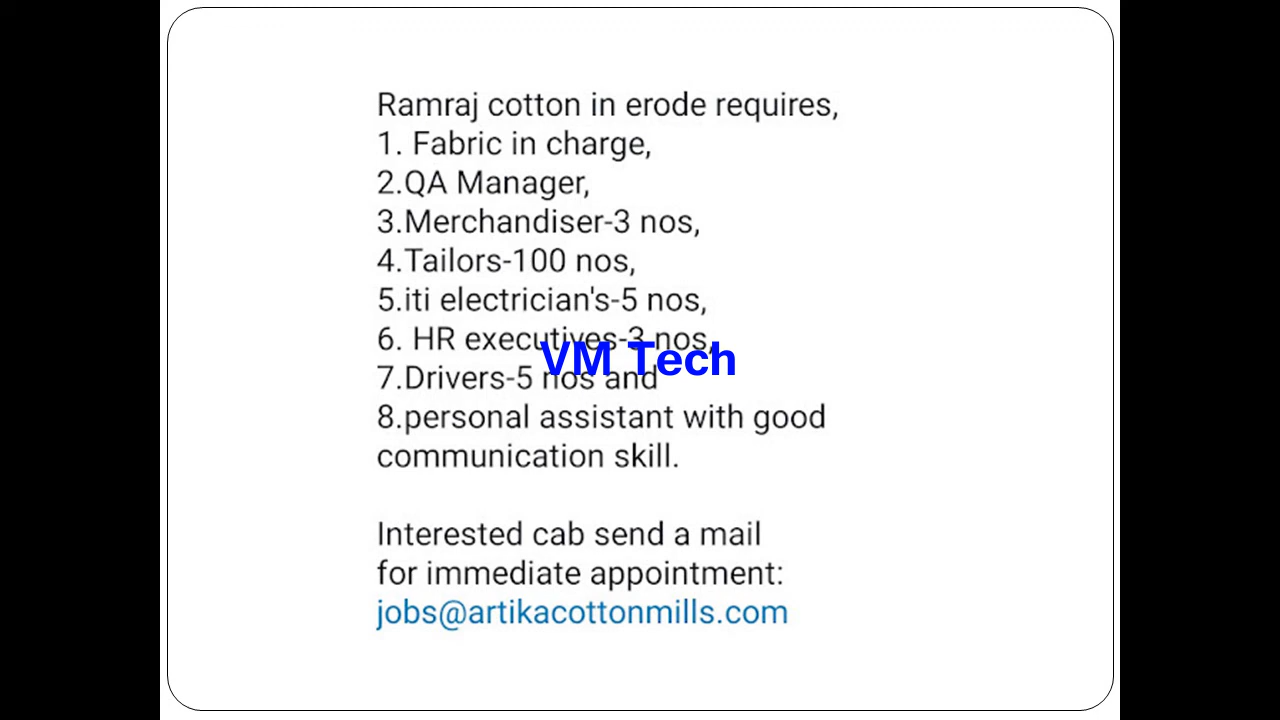 Ramraj cotton in erode requires,
1. Fabric in charge,
2.QA Manager,
3.Merchandiser-3 nos,
4.Tailors-100 nos,
5.iti electrician's-5 nos,
6. HR executives-3 nos,
VM Tech
7.Drivers-5 nos and
8.personal assistant with good
communication skill.
Interested cab send a mail
for immediate appointment:
jobs@artikacottonmills.com